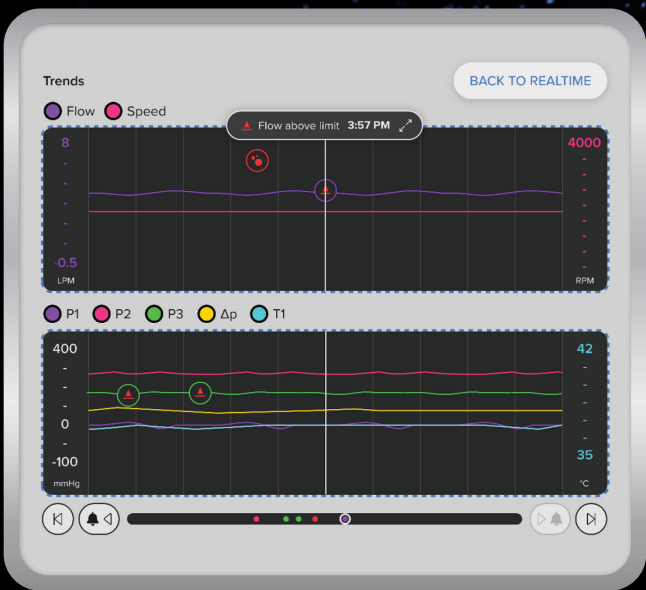 Trends
BACK TO REALTIME
Flow Speed
Flow above limit 3:57 PM
8
4000
-0.5
LPM
RPM
P1 P2 P3 Δp T1
400
42
0
-100
35
mmHg
°C